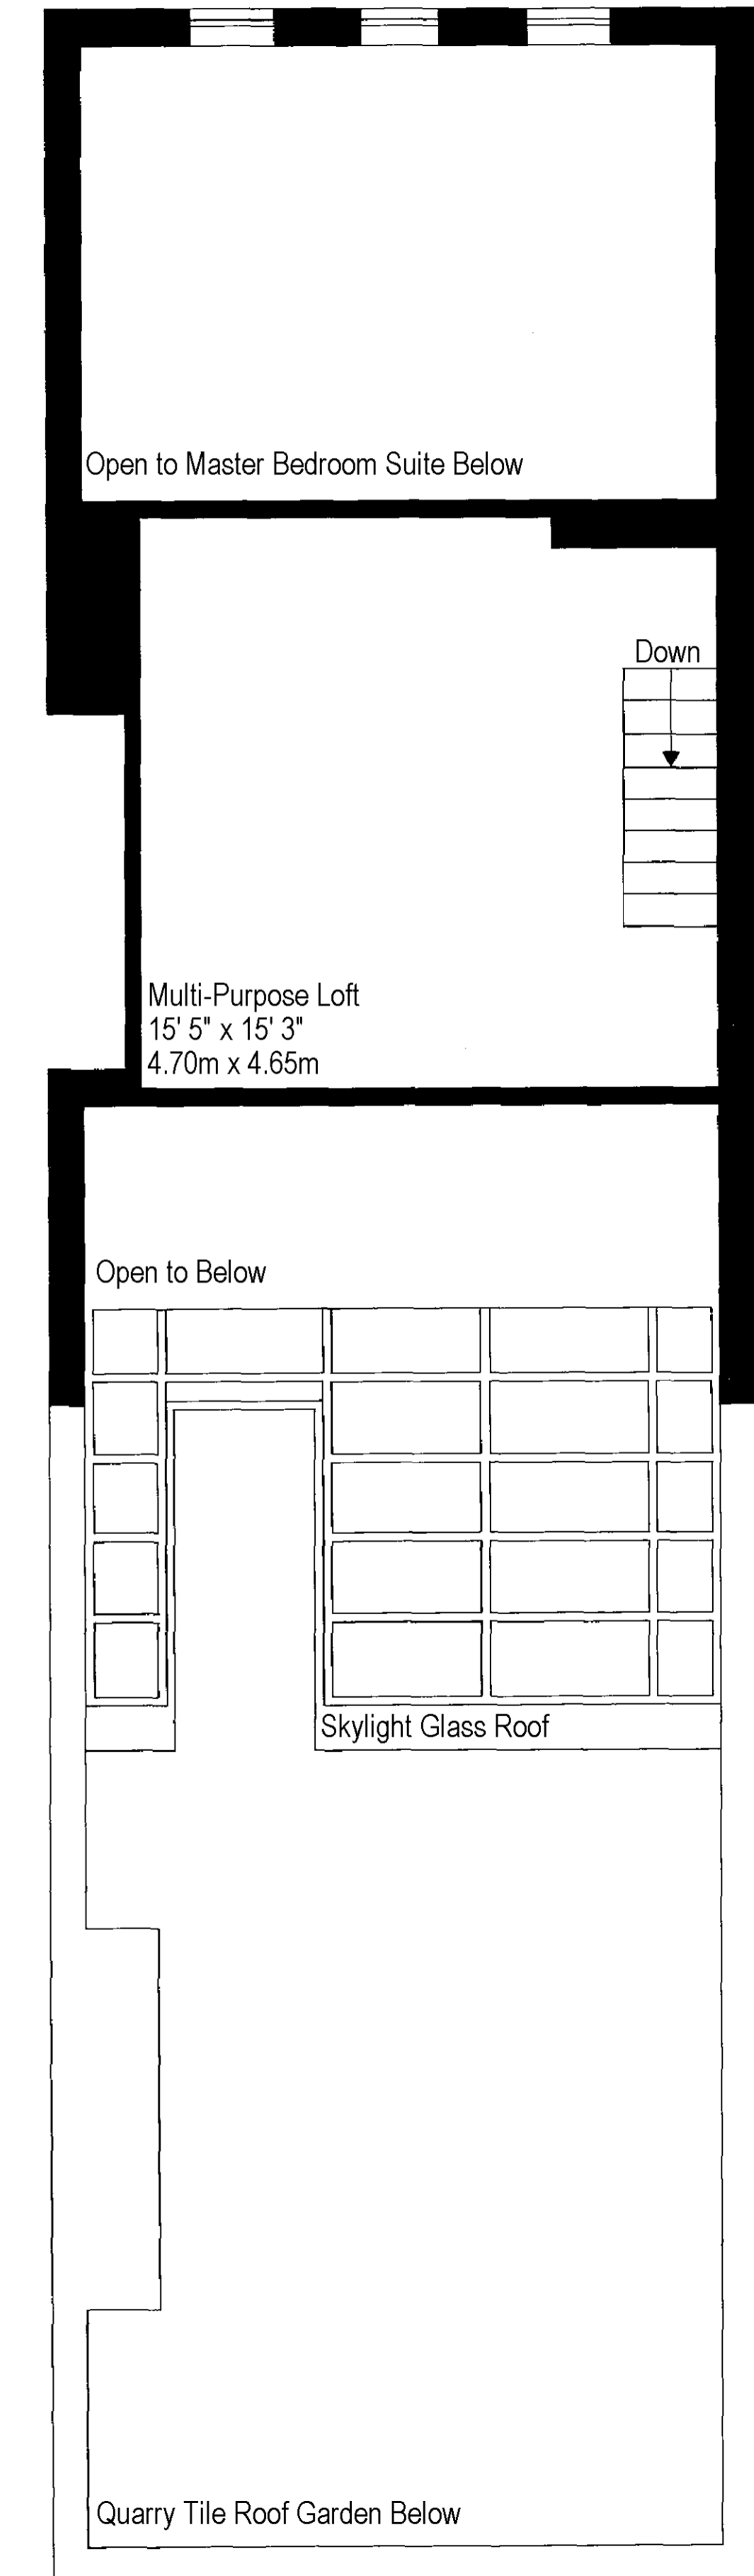 Open to Master Bedroom Suite Below
Down
Multi-Purpose Loft
15' 5" x 15' 3"
4.70m x 4.65m
Open to Below
Skylight Glass Roof
Quarry Tile Roof Garden Below